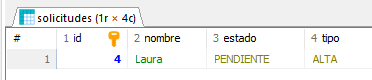 solicitudes (1r × 4c)
# 1 id 2 nombre 3 estado 4 tipo
1 4 Laura PENDIENTE ALTA